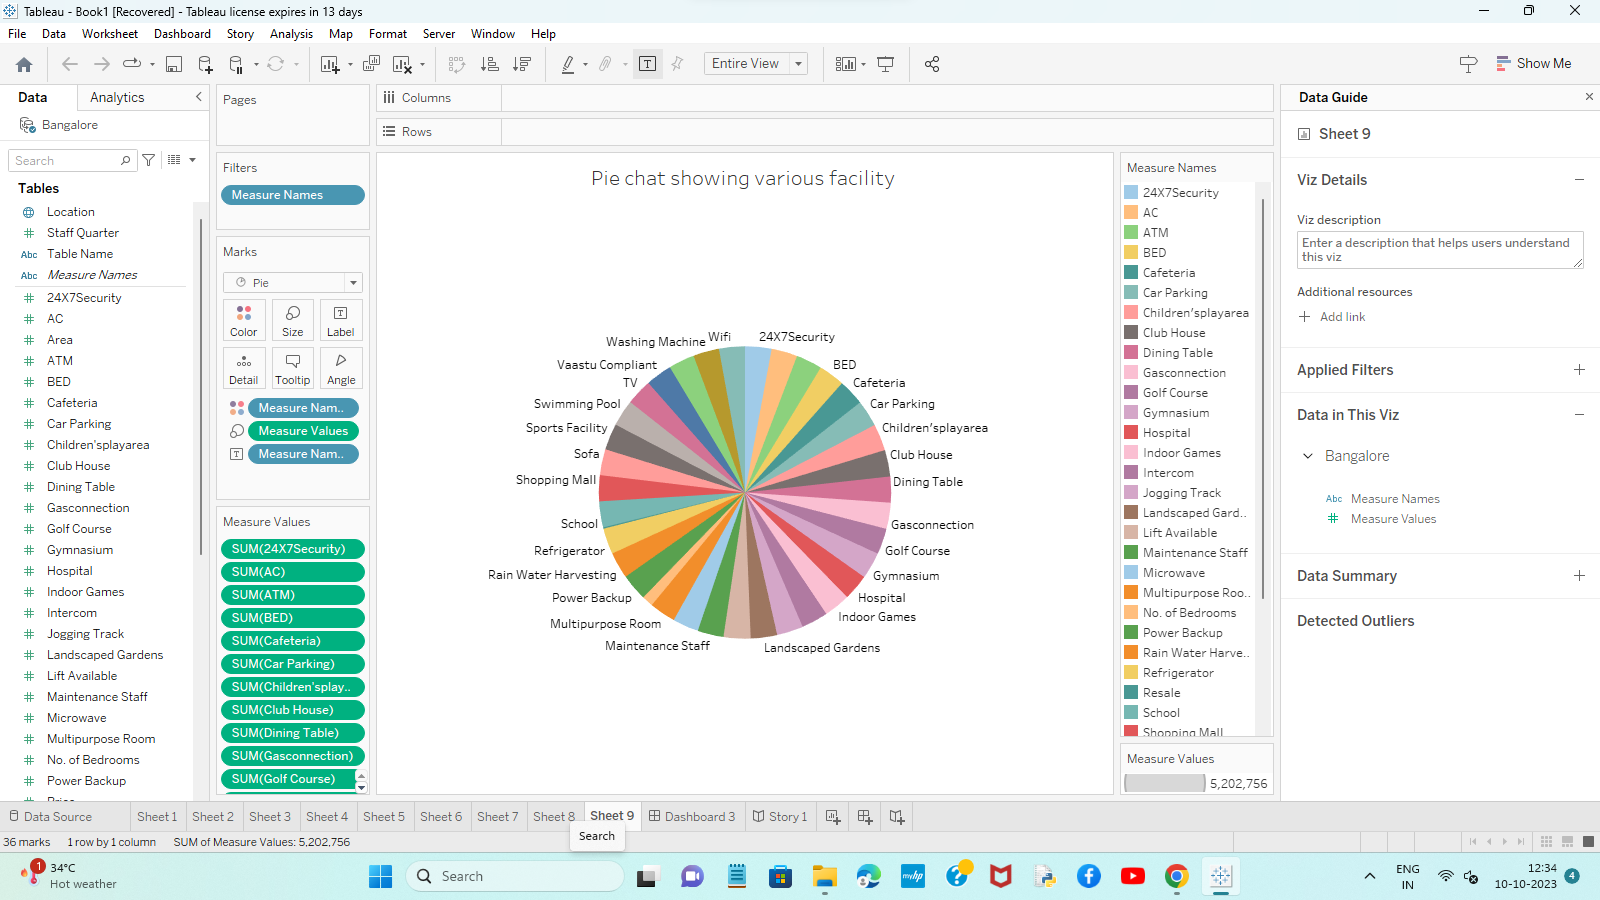 Tableau - Book1 [Recovered] - Tableau license expires in 13 days
File Data Worksheet Dashboard Story Analysis Map Format Server Window Help
Entire View
Show Me
Data Analytics
Bangalore
Search
Tables
Location
Staff Quarter
Abc Table Name
Abc Measure Names
24X7Security
AC
Area
ATM
BED
Cafeteria
Car Parking
Children'splayarea
Club House
Dining Table
Gasconnection
Golf Course
Gymnasium
Hospital
Indoor Games
Intercom
Jogging Track
Landscaped Gardens
Lift Available
Maintenance Staff
Microwave
Multipurpose Room
No. of Bedrooms
Power Backup
Pages
Filters
Measure Names
Marks
Pie
Color Size Label
Detail Tooltip Angle
Measure Nam..
Measure Values
Measure Nam..
Measure Values
SUM(24X7Security)
SUM(AC)
SUM(ATM)
SUM(BED)
SUM(Cafeteria)
SUM(Car Parking)
SUM(Children'splay..
SUM(Club House)
SUM(Dining Table)
SUM(Gasconnection)
SUM(Golf Course)
Columns
Rows
Pie chat showing various facility
Wifi
24X7Security
BED
Cafeteria
Car Parking
Children'splayarea
Club House
Dining Table
Gasconnection
Golf Course
Gymnasium
Hospital
Indoor Games
Landscaped Gardens
Maintenance Staff
Multipurpose Room
Power Backup
Rain Water Harvesting
Refrigerator
School
Shopping Mall
Sofa
Sports Facility
Swimming Pool
TV
Vaastu Compliant
Washing Machine
Measure Names
24X7Security
AC
ATM
BED
Cafeteria
Car Parking
Children'splayarea
Club House
Dining Table
Gasconnection
Golf Course
Gymnasium
Hospital
Indoor Games
Intercom
Jogging Track
Landscaped Gard..
Lift Available
Maintenance Staff
Microwave
Multipurpose Roo..
No. of Bedrooms
Power Backup
Rain Water Harve..
Refrigerator
Resale
School
Shopping Mall
Measure Values
5,202,756
Data Guide
Sheet 9
Viz Details
Viz description
Enter a description that helps users understand
this viz
Additional resources
Add link
Applied Filters
Data in This Viz
Bangalore
Abc Measure Names
Measure Values
Data Summary
Detected Outliers
Data Source Sheet 1 Sheet 2 Sheet 3 Sheet 4 Sheet 5 Sheet 6 Sheet 7 Sheet 8 Sheet 9 Dashboard 3 Story 1
Search
36 marks 1 row by 1 column SUM of Measure Values: 5,202,756
1
34°C
Hot weather
Search
myhp
ENG
IN
12:34
10-10-2023
4